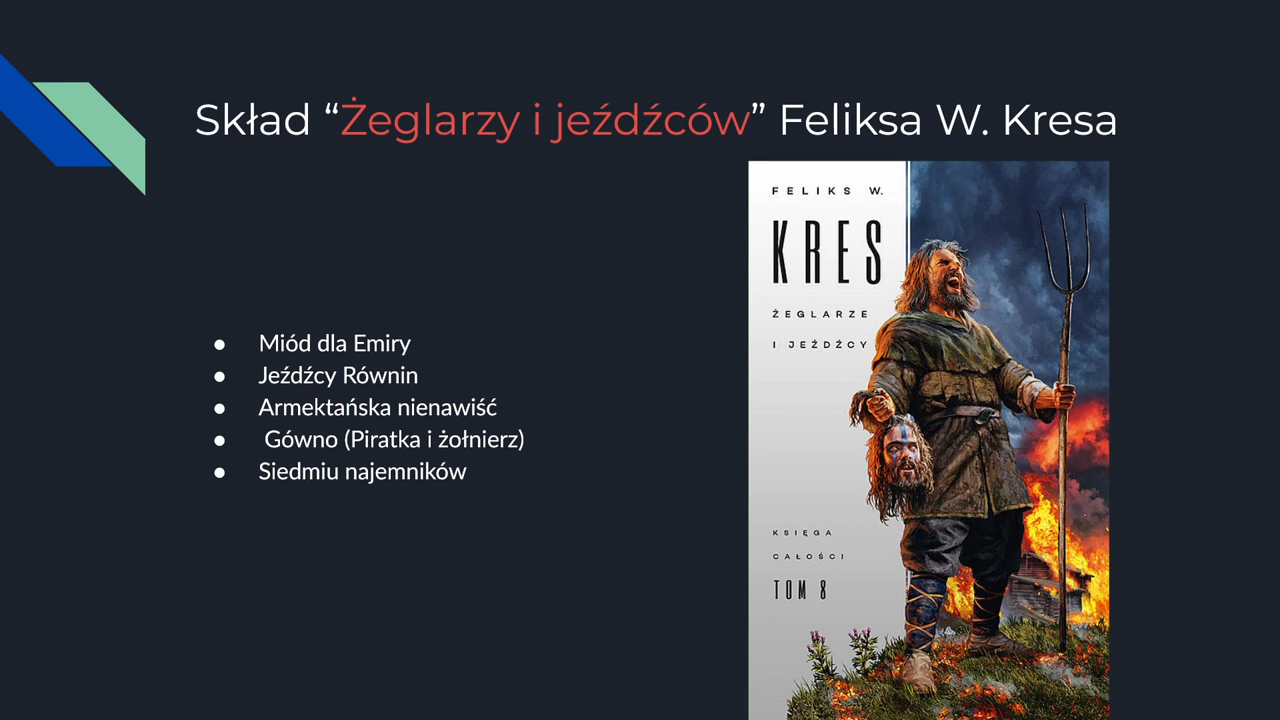 Skład “Żeglarzy i jeźdźców” Feliksa W. Kresa
Miód dla Emiry
Jeźdźcy Równin
Armektańska nienawiść
Gówno (Piratka i żołnierz)
Siedmiu najemników
FELIKS W.
KRES
ŻEGLARZE
I JEŹDŹCY
KSIĘGA
CAŁOŚCI
TOM 8